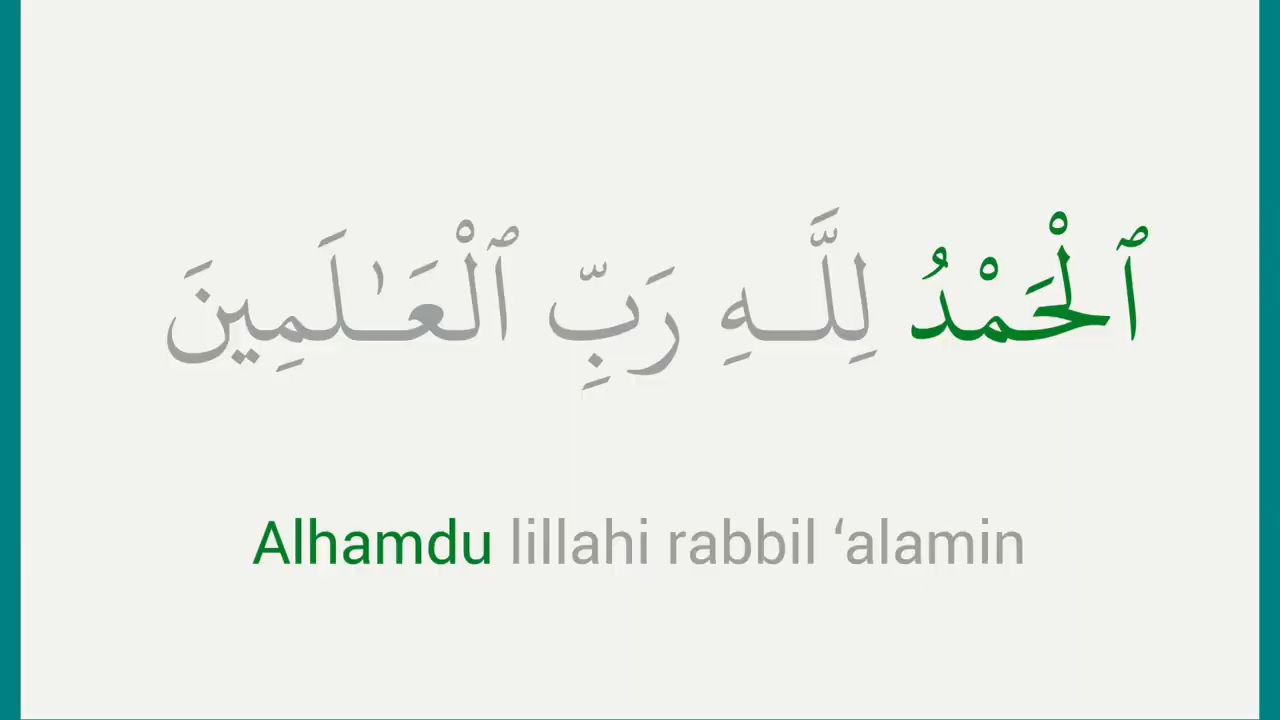 ٱلْحَمْدُ لِلَّـهِ رَبِّ ٱلْعَـٰلَمِينَ
Alhamdu lillahi rabbil ‘alamin